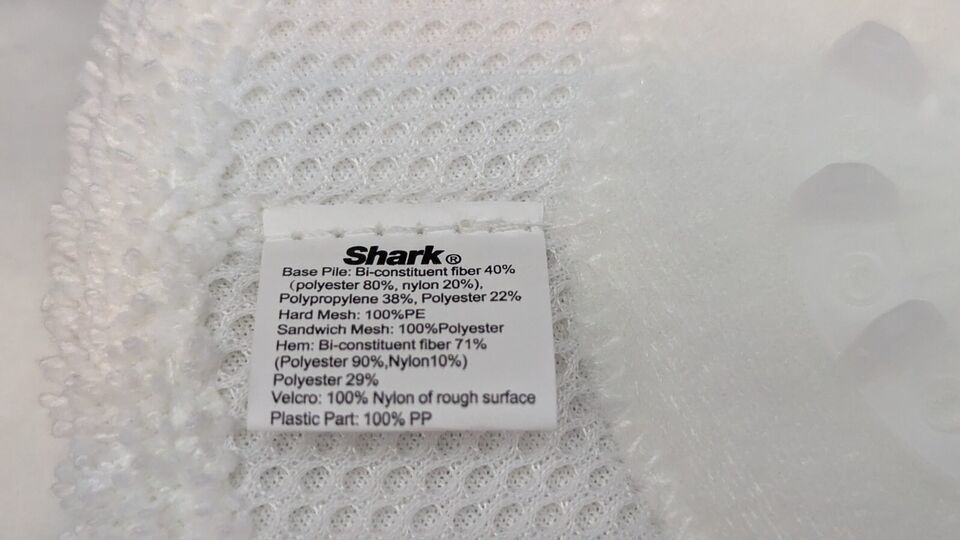 Shark®
Base Pile: Bi-constituent fiber 40%
(polyester 80%, nylon 20%),
Polypropylene 38%, Polyester 22%
Hard Mesh: 100%PE
Sandwich Mesh: 100%Polyester
Hem: Bi-constituent fiber 71%
(Polyester 90%,Nylon10%)
Polyester 29%
Velcro: 100% Nylon of rough surface
Plastic Part: 100% PP